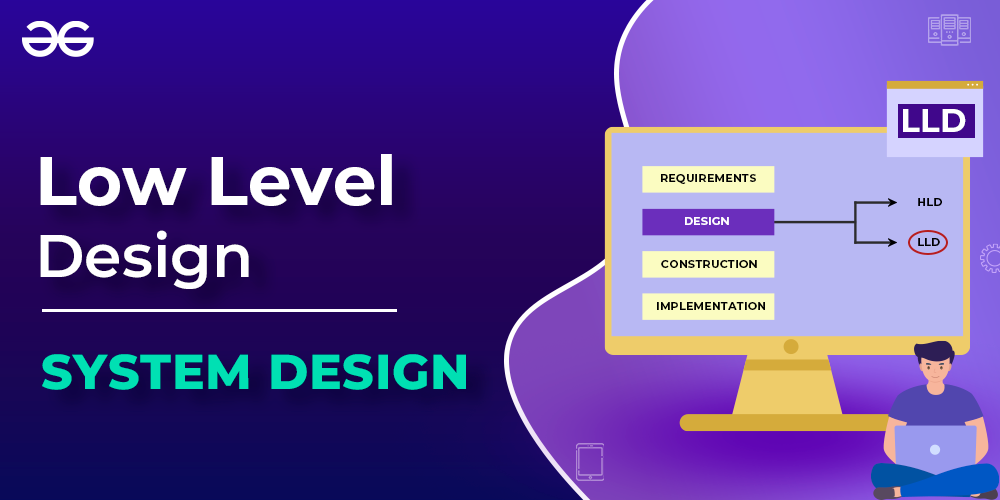 Low Level
Design
SYSTEM DESIGN
LLD
REQUIREMENTS
DESIGN
CONSTRUCTION
IMPLEMENTATION
HLD
LLD